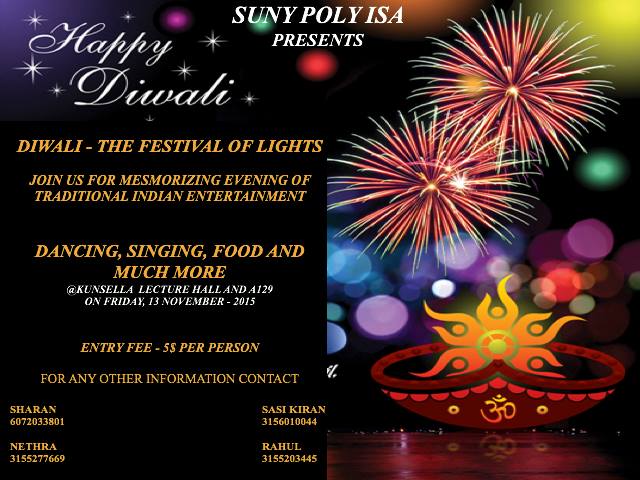 SUNY POLY ISA
PRESENTS
Happy
Diwali
DIWALI - THE FESTIVAL OF LIGHTS
JOIN US FOR MESMORIZING EVENING OF
TRADITIONAL INDIAN ENTERTAINMENT
DANCING, SINGING, FOOD AND
MUCH MORE
@KUNSELLA LECTURE HALL AND A129
ON FRIDAY, 13 NOVEMBER - 2015
ENTRY FEE - 5$ PER PERSON
FOR ANY OTHER INFORMATION CONTACT
SHARAN
6072033801
SASI KIRAN
3156010044
NETHRA
3155277669
RAHUL
3155203445
ॐ